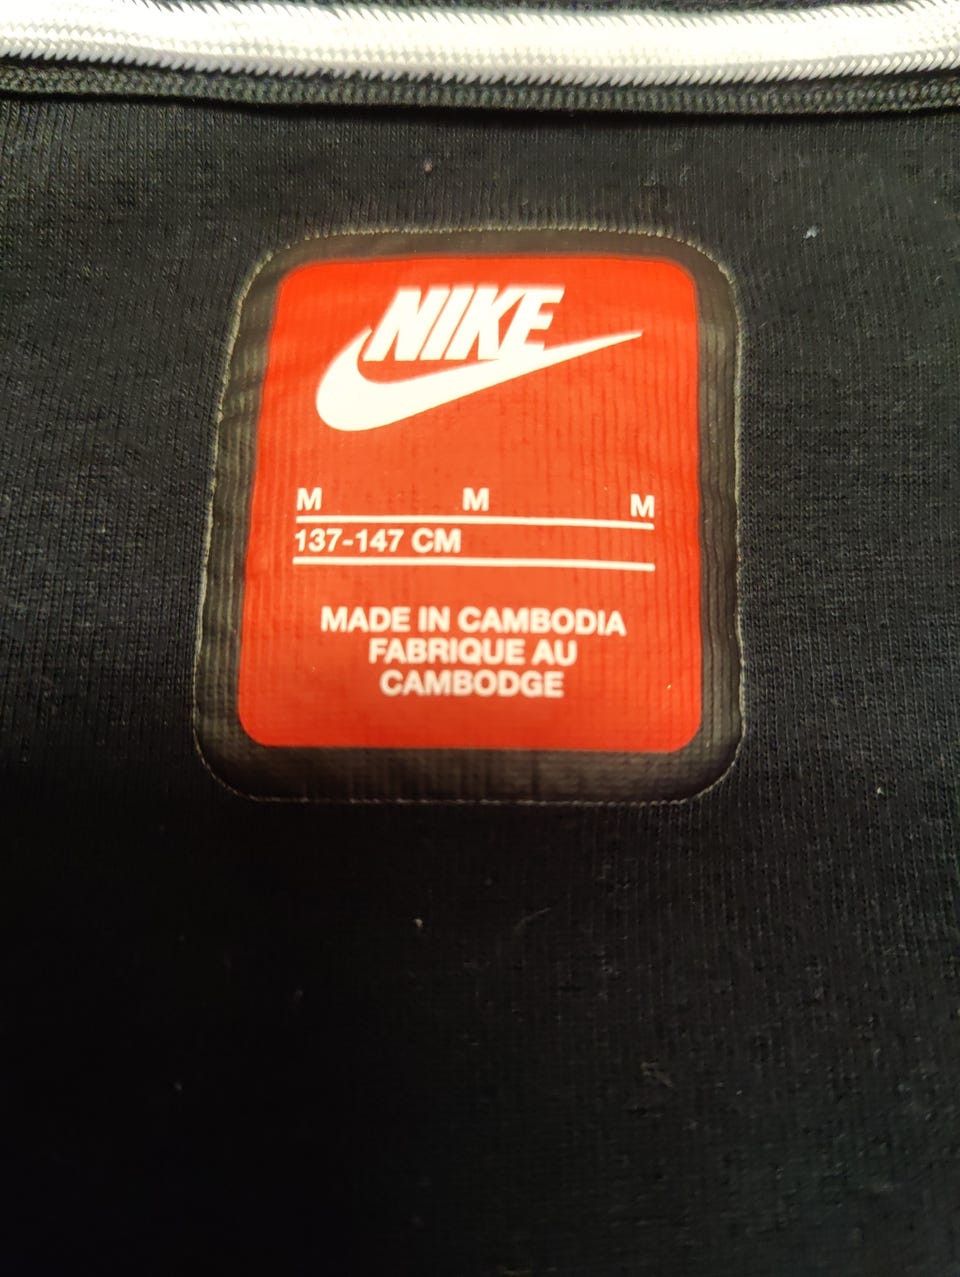 NIKE
M M M
137-147 CM
MADE IN CAMBODIA
FABRIQUE AU
CAMBODGE